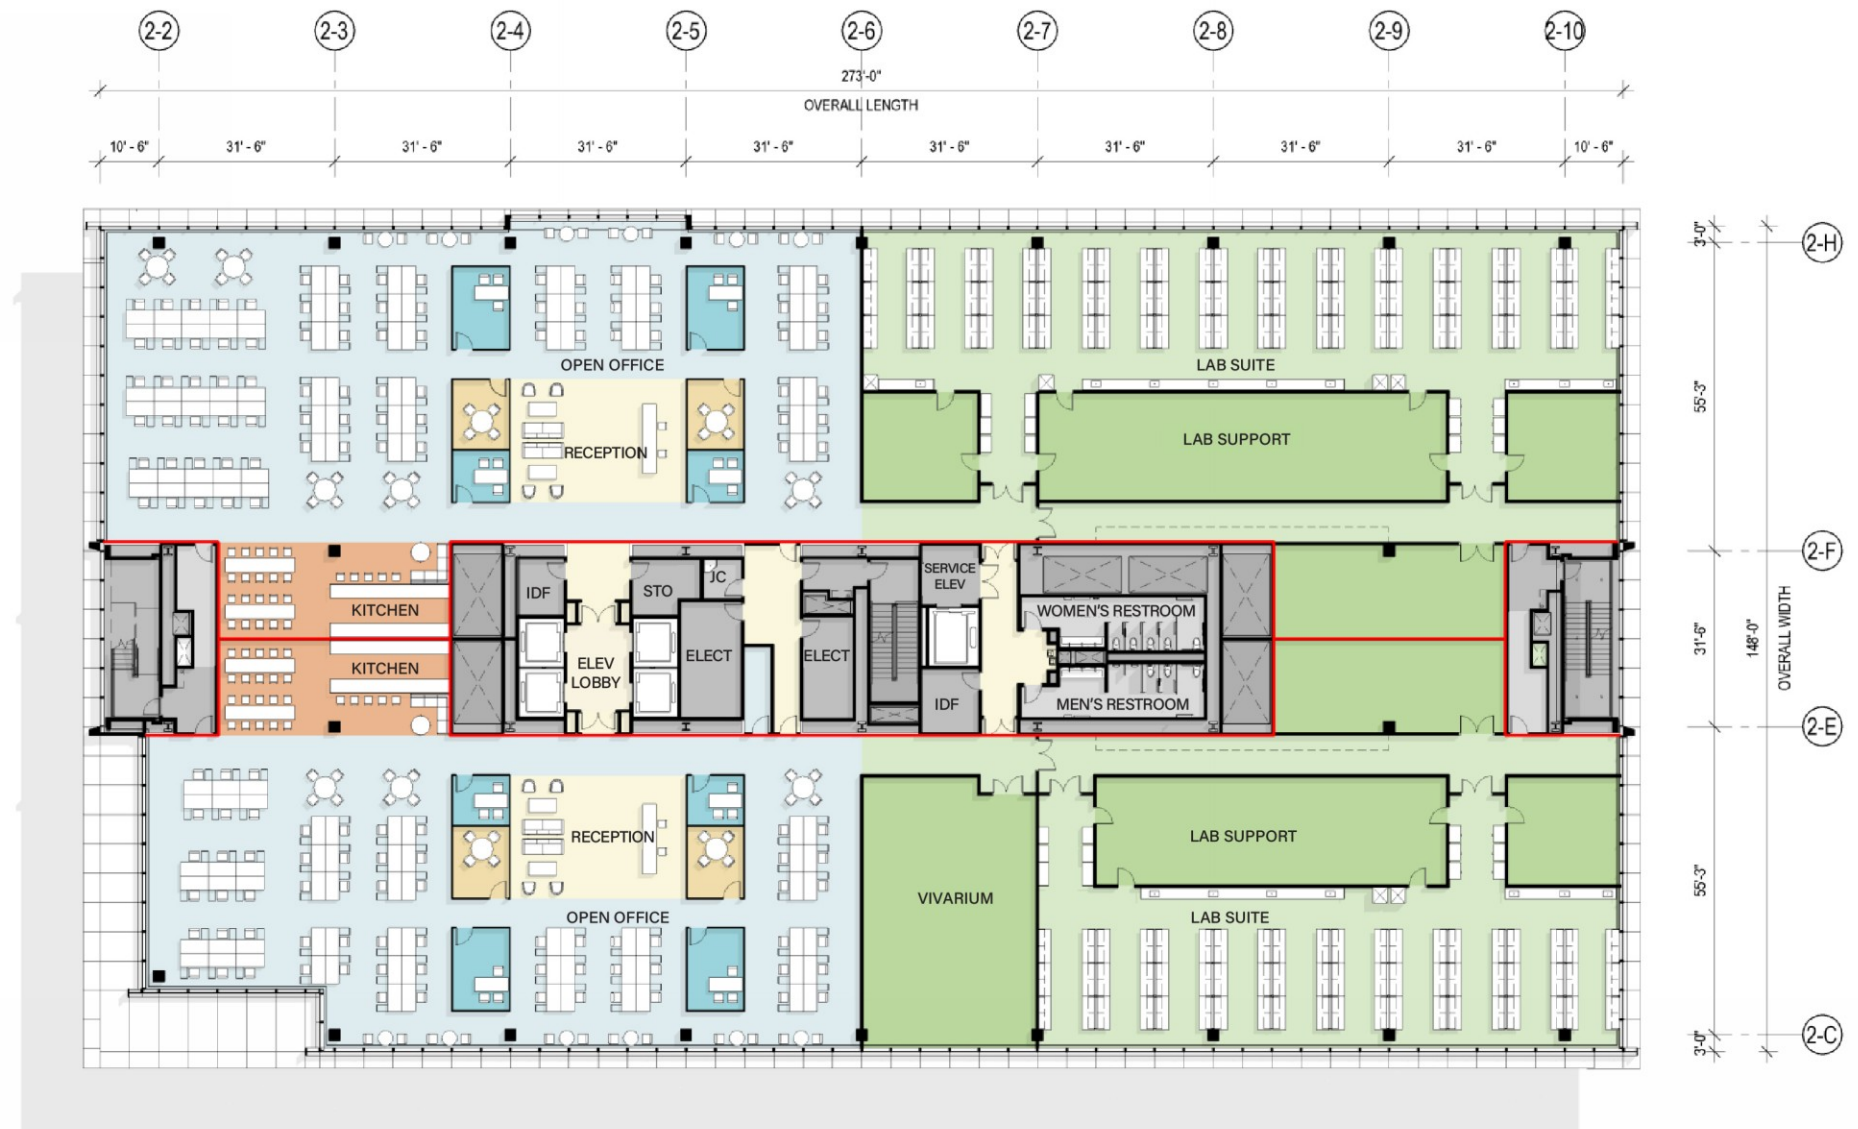 2-2 2-3 2-4 2-5 2-6 2-7 2-8 2-9 2-10
273'-0"
OVERALL LENGTH
10' - 6" 31' - 6" 31' - 6" 31' - 6" 31' - 6" 31' - 6" 31' - 6" 31' - 6" 31' - 6" 10' - 6"
3'-0"
2-H
OPEN OFFICE
LAB SUITE
55'-3"
LAB SUPPORT
RECEPTION
2-F
SERVICE
ELEV
JC
IDF
STO
KITCHEN
WOMEN'S RESTROOM
31'-6"
148'-0"
OVERALL WIDTH
KITCHEN
ELEV
LOBBY
ELECT
ELECT
IDF
MEN'S RESTROOM
2-E
RECEPTION
LAB SUPPORT
55'-3"
VIVARIUM
OPEN OFFICE
LAB SUITE
3'-0"
2-C